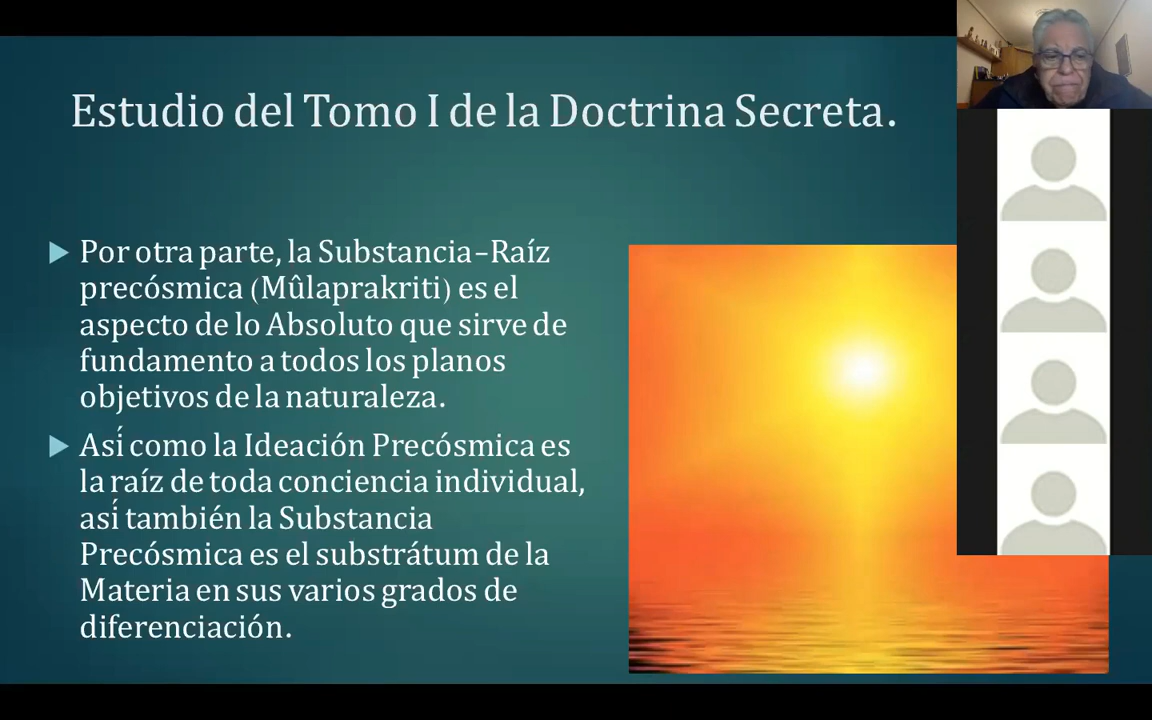 Estudio del Tomo I de la Doctrina Secreta.
Por otra parte, la Substancia–Raíz
precósmica (Mûlaprakriti) es el
aspecto de lo Absoluto que sirve de
fundamento a todos los planos
objetivos de la naturaleza.
Así como la Ideación Precósmica es
la raíz de toda conciencia individual,
así también la Substancia
Precósmica es el substrátum de la
Materia en sus varios grados de
diferenciación.